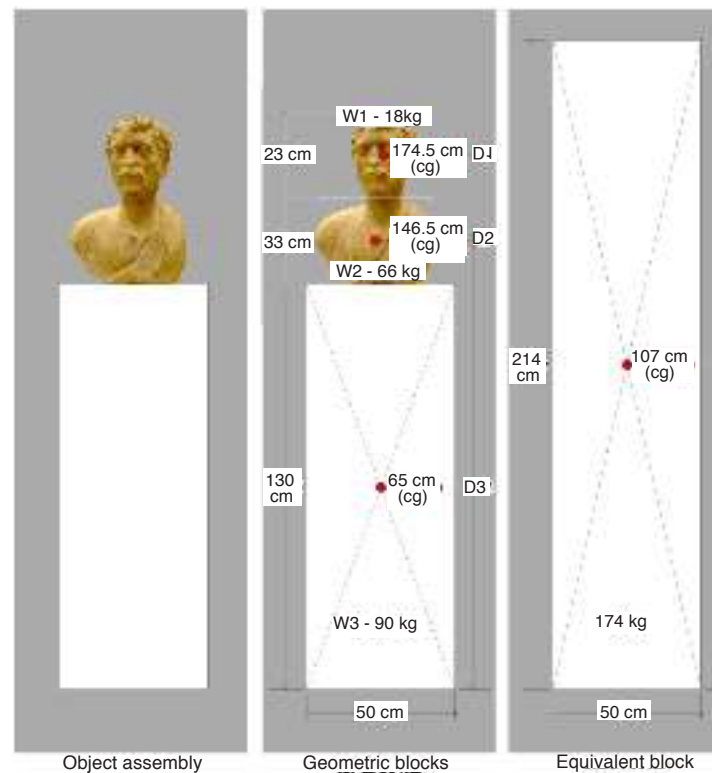 W1 - 18kg
23 cm
174.5 cm
(cg)
D1
33 cm
146.5 cm
(cg)
D2
W2 - 66 kg
130
cm
65 cm
(cg)
D3
W3 - 90 kg
50 cm
214
cm
107 cm
(cg)
174 kg
50 cm
Object assembly
Geometric blocks
Equivalent block